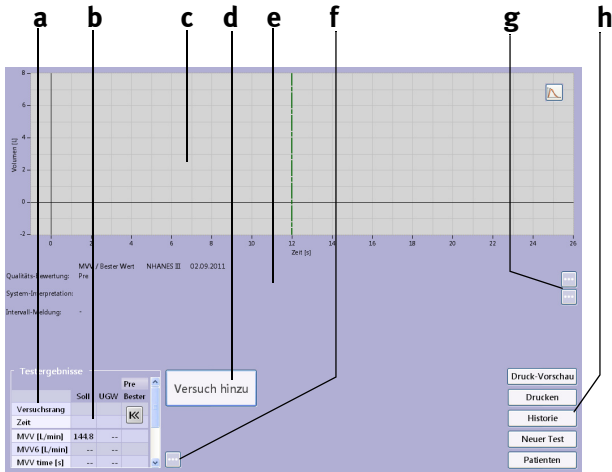 a b c d e f g h
8
6
4
2
0
-2
Volumen [L]
0 2 4 6 8 10 12 14 16 18 20 22 24 26
Zeit [s]
MVV / Bester Wert NHANES III 02.09.2011
Qualitäts-Bewertung: Pre
System-Interpretation:
Intervall-Meldung: -
Testergebnisse
Pre
Soll UGW Bester
Versuchsrang
Zeit
MVV [L/min] 144.8 --
MVV6 [L/min] -- --
MVV time [s] -- --
Versuch hinzu
...
...
...
Druck-Vorschau
Drucken
Historie
Neuer Test
Patienten